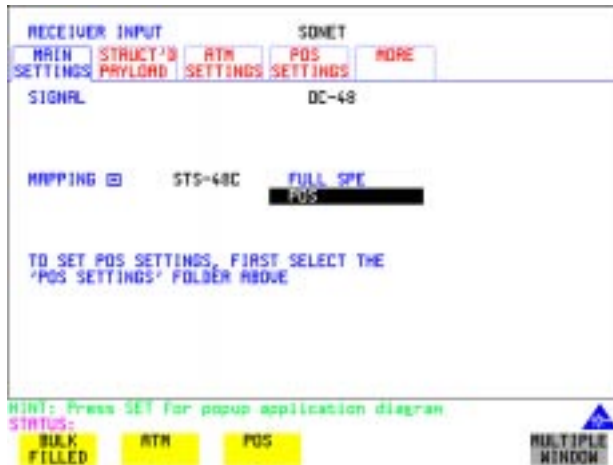 RECEIVER INPUT SONET
MAIN SETTINGS STRUCT'D PAYLOAD ATM SETTINGS POS SETTINGS MORE
SIGNAL OC-48
MAPPING STS-48C FULL SPE
POS
TO SET POS SETTINGS, FIRST SELECT THE
'POS SETTINGS' FOLDER ABOVE
HINT: Press SET for popup application diagram
STATUS:
BULK FILLED ATM POS MULTIPLE WINDOW